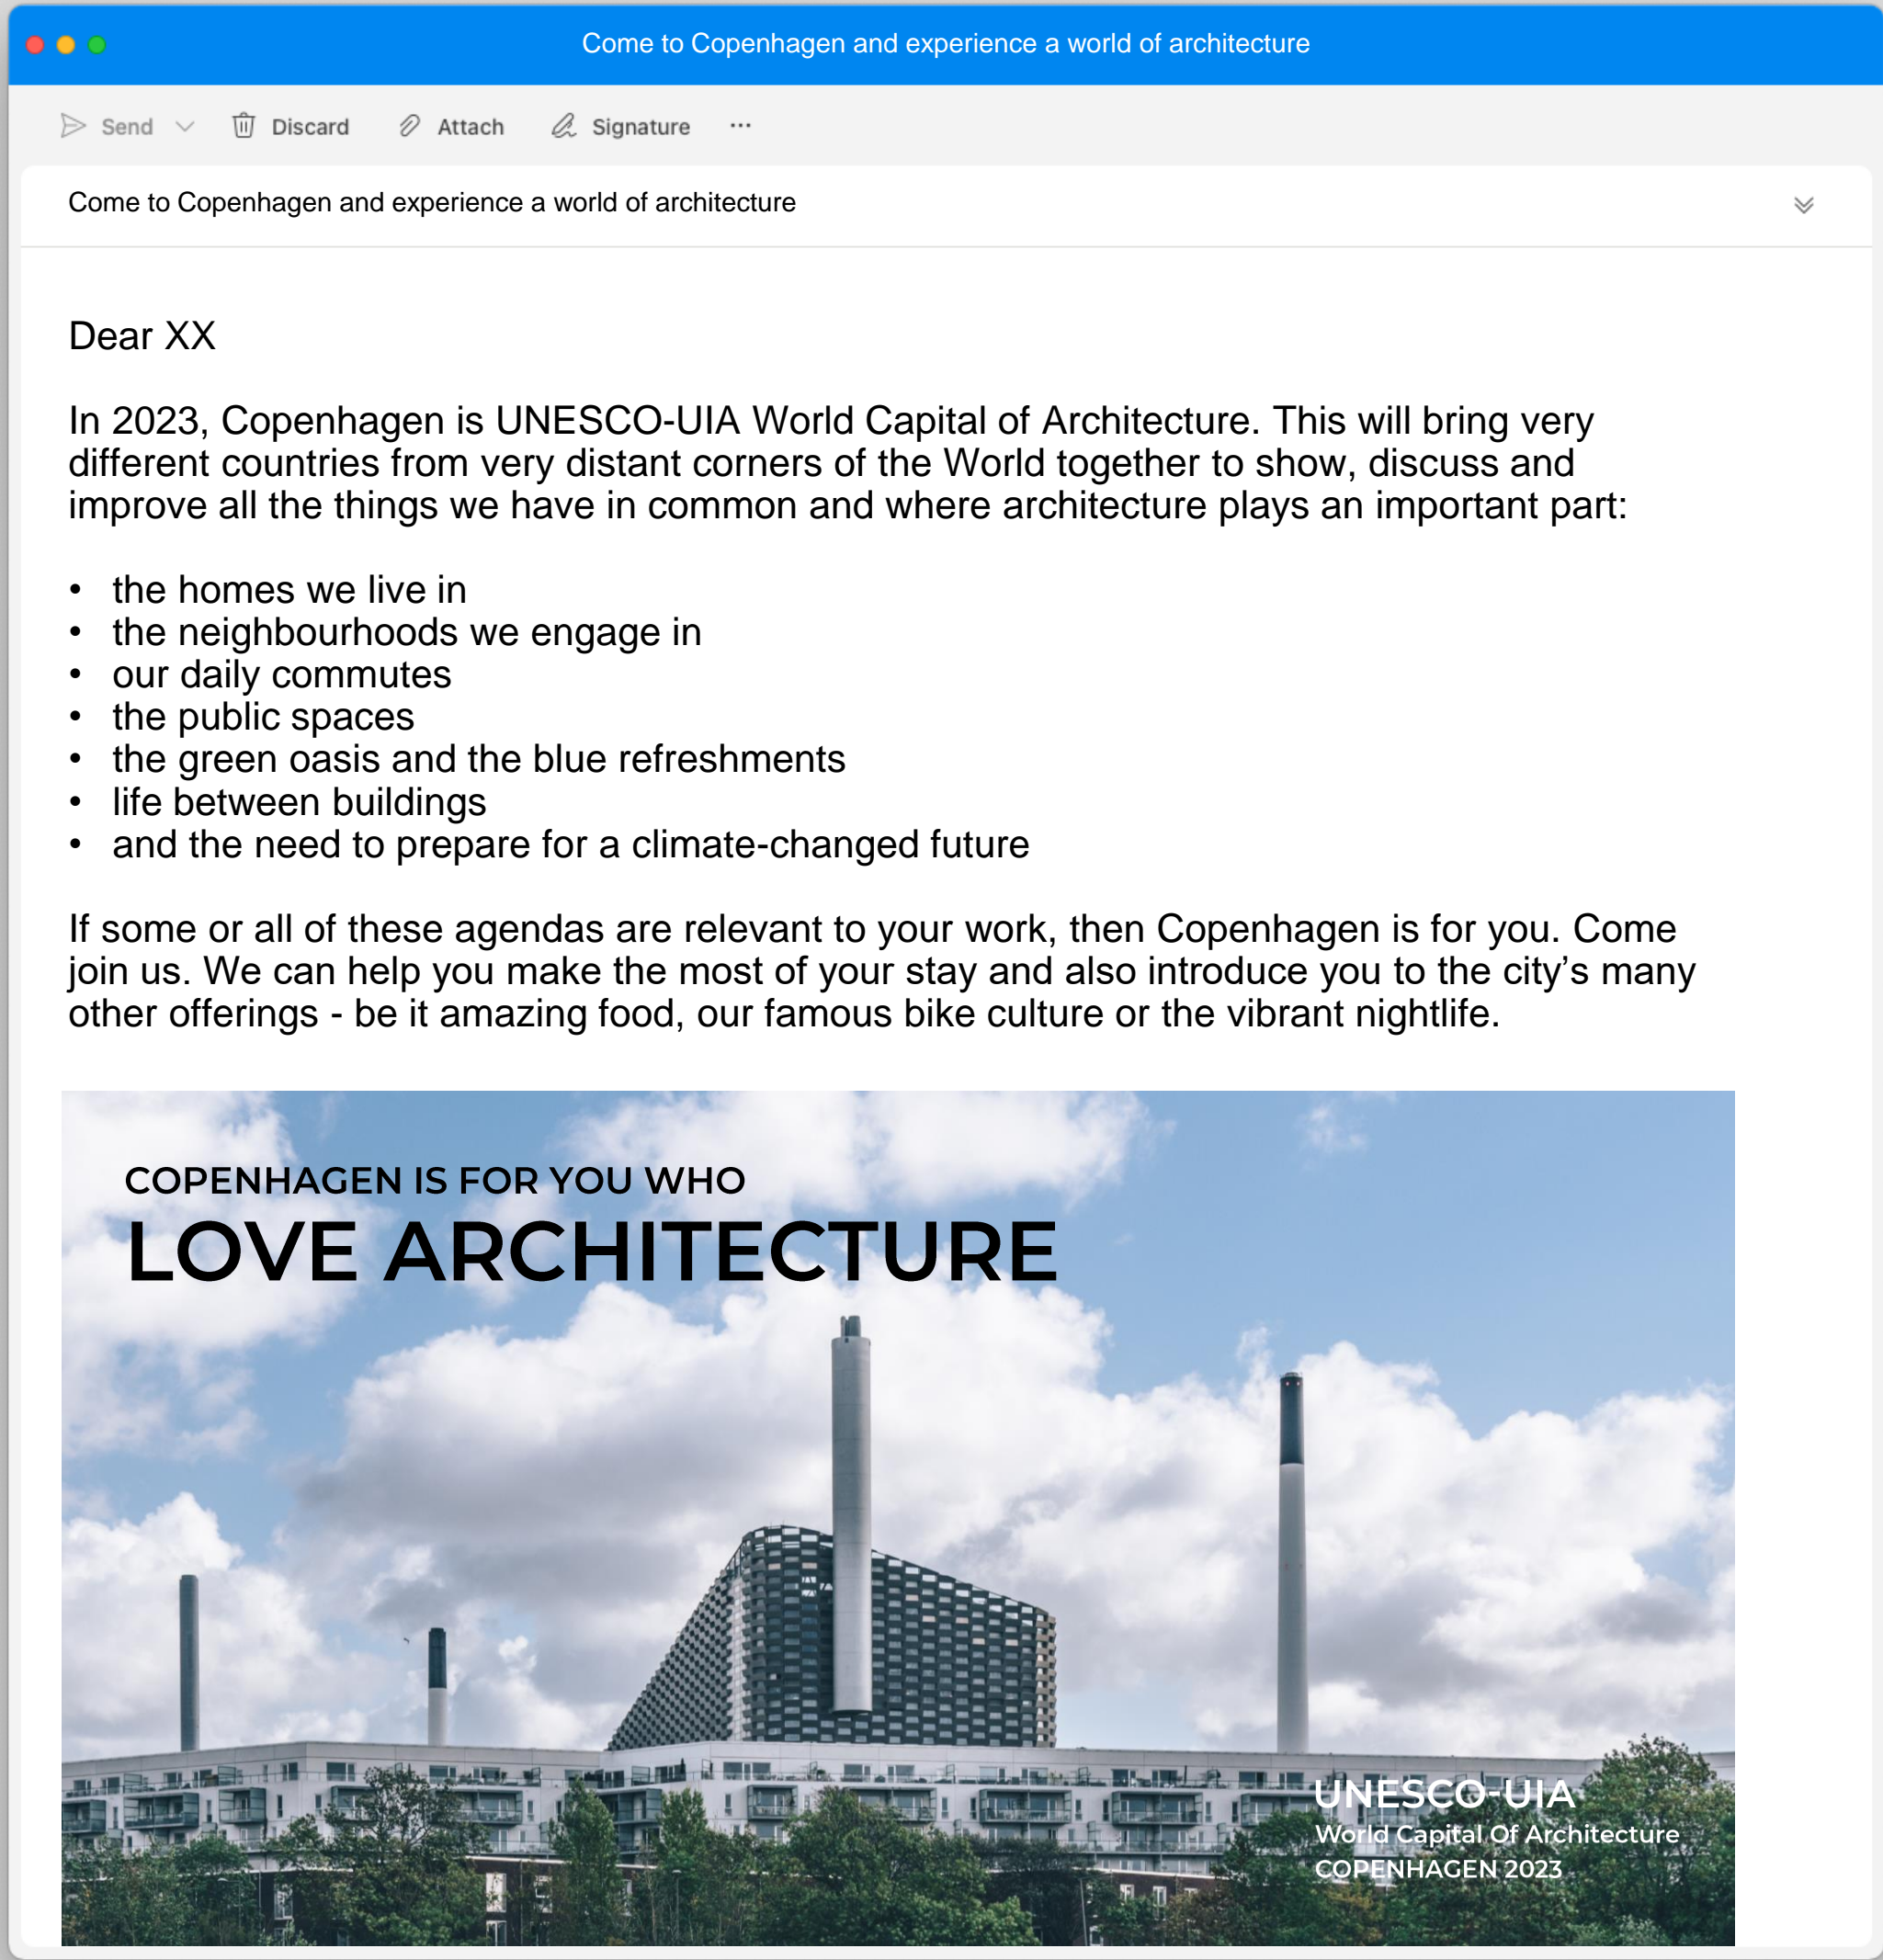 Come to Copenhagen and experience a world of architecture
Send
Discard
Attach
Signature
Come to Copenhagen and experience a world of architecture
Dear XX
In 2023, Copenhagen is UNESCO-UIA World Capital of Architecture. This will bring very
different countries from very distant corners of the World together to show, discuss and
improve all the things we have in common and where architecture plays an important part:
• the homes we live in
• the neighbourhoods we engage in
• our daily commutes
• the public spaces
• the green oasis and the blue refreshments
• life between buildings
• and the need to prepare for a climate-changed future
If some or all of these agendas are relevant to your work, then Copenhagen is for you. Come
join us. We can help you make the most of your stay and also introduce you to the city’s many
other offerings - be it amazing food, our famous bike culture or the vibrant nightlife.
COPENHAGEN IS FOR YOU WHO
LOVE ARCHITECTURE
UNESCO-UIA
World Capital Of Architecture
COPENHAGEN 2023